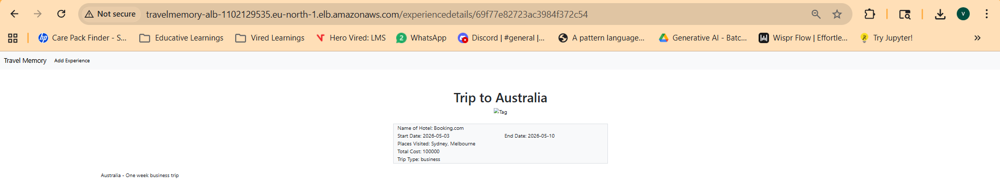 Not secure travelmemory-alb-1102129535.eu-north-1.elb.amazonaws.com/experiencedetails/69f77e82723ac3984f372c54 V
Care Pack Finder - S... Educative Learnings Vired Learnings Hero Vired: LMS 2 WhatsApp Discord | #general |... A pattern language... Generative AI - Batc... Wispr Flow | Effortle... Try Jupyter! »
Travel Memory Add Experience
Trip to Australia
Tag
Name of Hotel: Booking.com
Start Date: 2026-05-03 End Date: 2026-05-10
Places Visited: Sydney, Melbourne
Total Cost: 100000
Trip Type: business
Australia - One week business trip